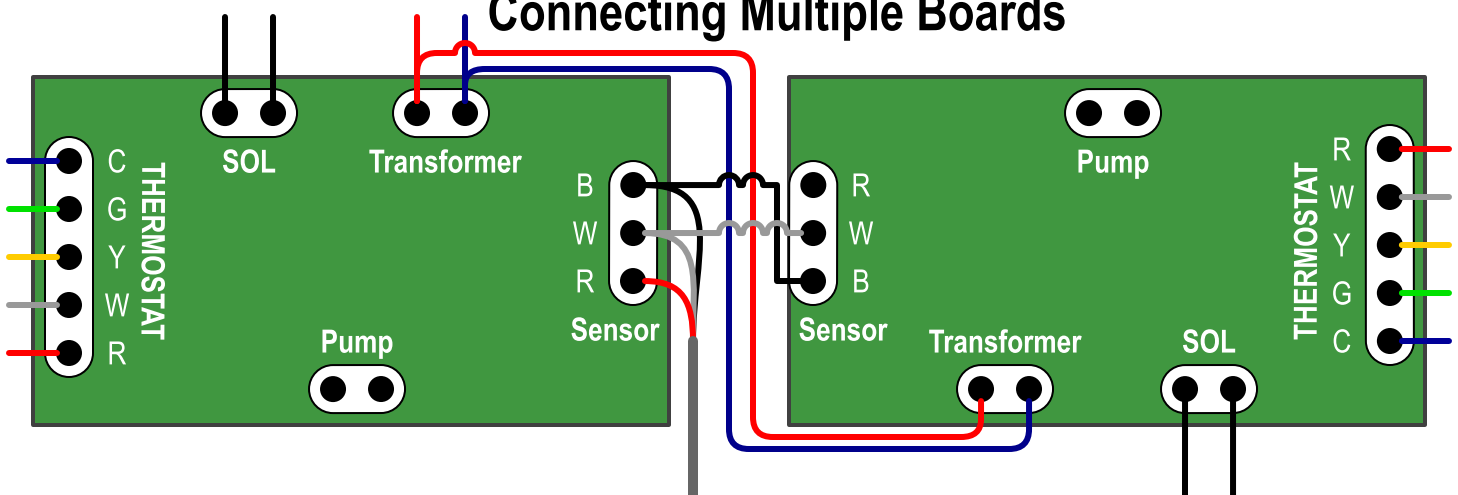 Connecting Multiple Boards
C
G
Y
W
R
THERMOSTAT
SOL
Transformer
Pump
B
W
R
Sensor
R
W
B
Sensor
Pump
Transformer
SOL
THERMOSTAT
R
W
Y
G
C